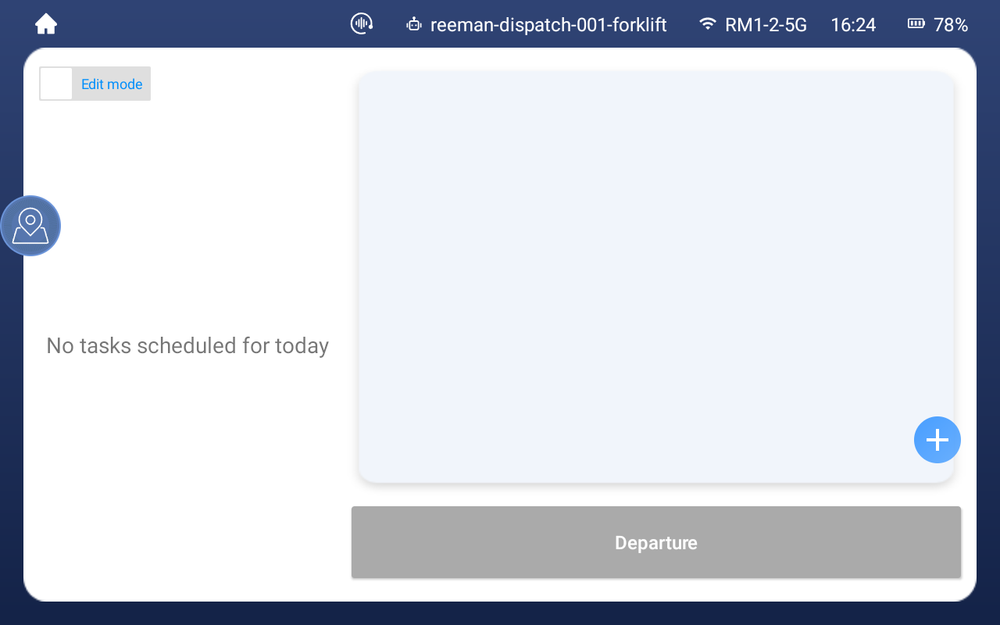 reeman-dispatch-001-forklift RM1-2-5G 16:24 78%
Edit mode
No tasks scheduled for today
Departure